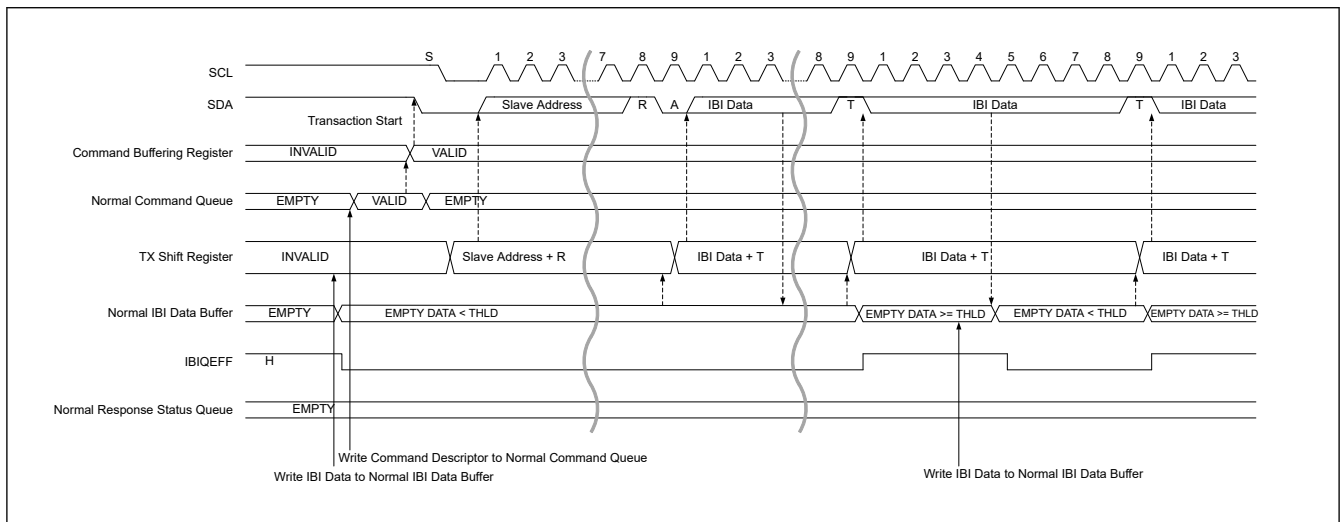 S 1 2 3 7 8 9 1 2 3 8 9 1 2 3 4 5 6 7 8 9 1 2 3
SCL
SDA Slave Address R A IBI Data T IBI Data T IBI Data
Transaction Start
Command Buffering Register INVALID VALID
Normal Command Queue EMPTY VALID EMPTY
TX Shift Register INVALID Slave Address + R IBI Data + T IBI Data + T IBI Data + T
Normal IBI Data Buffer EMPTY EMPTY DATA < THLD EMPTY DATA >= THLD EMPTY DATA < THLD EMPTY DATA >= THLD
IBIQEFF H
Normal Response Status Queue EMPTY
Write Command Descriptor to Normal Command Queue
Write IBI Data to Normal IBI Data Buffer Write IBI Data to Normal IBI Data Buffer